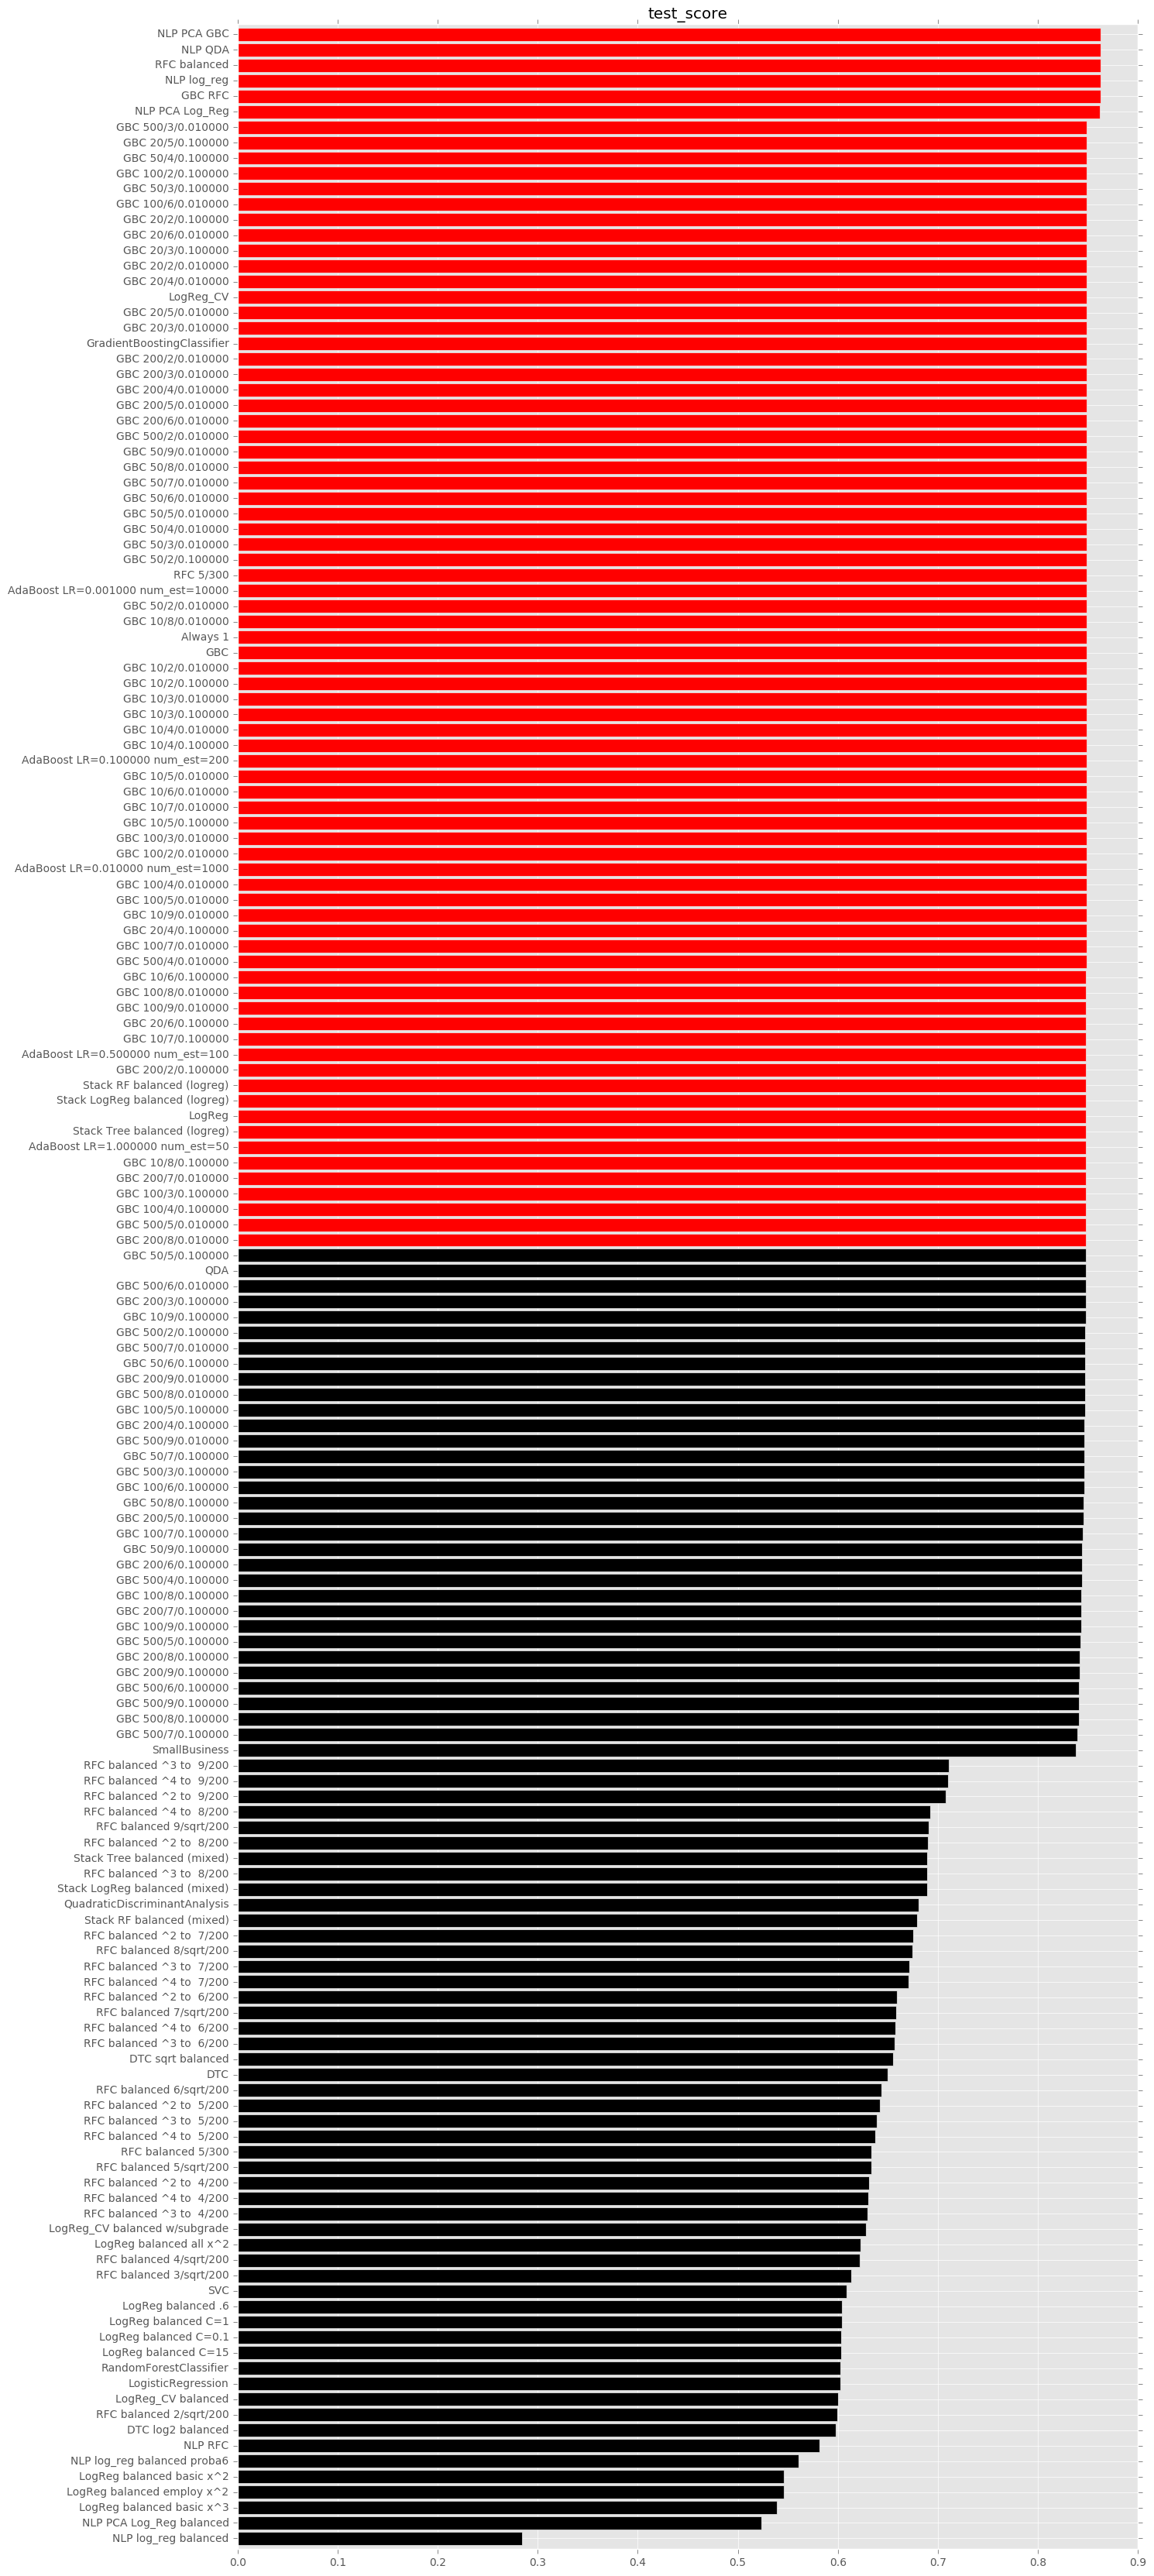 test_score
NLP PCA GBC
NLP QDA
RFC balanced
NLP log_reg
GBC RFC
NLP PCA Log_Reg
GBC 500/3/0.010000
GBC 20/5/0.100000
GBC 50/4/0.100000
GBC 100/2/0.100000
GBC 50/3/0.100000
GBC 100/6/0.010000
GBC 20/2/0.100000
GBC 20/6/0.010000
GBC 20/3/0.100000
GBC 20/2/0.010000
GBC 20/4/0.010000
LogReg_CV
GBC 20/5/0.010000
GBC 20/3/0.010000
GradientBoostingClassifier
GBC 200/2/0.010000
GBC 200/3/0.010000
GBC 200/4/0.010000
GBC 200/5/0.010000
GBC 200/6/0.010000
GBC 500/2/0.010000
GBC 50/9/0.010000
GBC 50/8/0.010000
GBC 50/7/0.010000
GBC 50/6/0.010000
GBC 50/5/0.010000
GBC 50/4/0.010000
GBC 50/3/0.010000
GBC 50/2/0.100000
RFC 5/300
AdaBoost LR=0.001000 num_est=10000
GBC 50/2/0.010000
GBC 10/8/0.010000
Always 1
GBC
GBC 10/2/0.010000
GBC 10/2/0.100000
GBC 10/3/0.010000
GBC 10/3/0.100000
GBC 10/4/0.010000
GBC 10/4/0.100000
AdaBoost LR=0.100000 num_est=200
GBC 10/5/0.010000
GBC 10/6/0.010000
GBC 10/7/0.010000
GBC 10/5/0.100000
GBC 100/3/0.010000
GBC 100/2/0.010000
AdaBoost LR=0.010000 num_est=1000
GBC 100/4/0.010000
GBC 100/5/0.010000
GBC 10/9/0.010000
GBC 20/4/0.100000
GBC 100/7/0.010000
GBC 500/4/0.010000
GBC 10/6/0.100000
GBC 100/8/0.010000
GBC 100/9/0.010000
GBC 20/6/0.100000
GBC 10/7/0.100000
AdaBoost LR=0.500000 num_est=100
GBC 200/2/0.100000
Stack RF balanced (logreg)
Stack LogReg balanced (logreg)
LogReg
Stack Tree balanced (logreg)
AdaBoost LR=1.000000 num_est=50
GBC 10/8/0.100000
GBC 200/7/0.010000
GBC 100/3/0.100000
GBC 100/4/0.100000
GBC 500/5/0.010000
GBC 200/8/0.010000
GBC 50/5/0.100000
QDA
GBC 500/6/0.010000
GBC 200/3/0.100000
GBC 10/9/0.100000
GBC 500/2/0.100000
GBC 500/7/0.010000
GBC 50/6/0.100000
GBC 200/9/0.010000
GBC 500/8/0.010000
GBC 100/5/0.100000
GBC 200/4/0.100000
GBC 500/9/0.010000
GBC 50/7/0.100000
GBC 500/3/0.100000
GBC 100/6/0.100000
GBC 50/8/0.100000
GBC 200/5/0.100000
GBC 100/7/0.100000
GBC 50/9/0.100000
GBC 200/6/0.100000
GBC 500/4/0.100000
GBC 100/8/0.100000
GBC 200/7/0.100000
GBC 100/9/0.100000
GBC 500/5/0.100000
GBC 200/8/0.100000
GBC 200/9/0.100000
GBC 500/6/0.100000
GBC 500/9/0.100000
GBC 500/8/0.100000
GBC 500/7/0.100000
SmallBusiness
RFC balanced ^3 to  9/200
RFC balanced ^4 to  9/200
RFC balanced ^2 to  9/200
RFC balanced ^4 to  8/200
RFC balanced 9/sqrt/200
RFC balanced ^2 to  8/200
Stack Tree balanced (mixed)
RFC balanced ^3 to  8/200
Stack LogReg balanced (mixed)
QuadraticDiscriminantAnalysis
Stack RF balanced (mixed)
RFC balanced ^2 to  7/200
RFC balanced 8/sqrt/200
RFC balanced ^3 to  7/200
RFC balanced ^4 to  7/200
RFC balanced ^2 to  6/200
RFC balanced 7/sqrt/200
RFC balanced ^4 to  6/200
RFC balanced ^3 to  6/200
DTC sqrt balanced
DTC
RFC balanced 6/sqrt/200
RFC balanced ^2 to  5/200
RFC balanced ^3 to  5/200
RFC balanced ^4 to  5/200
RFC balanced 5/300
RFC balanced 5/sqrt/200
RFC balanced ^2 to  4/200
RFC balanced ^4 to  4/200
RFC balanced ^3 to  4/200
LogReg_CV balanced w/subgrade
LogReg balanced all x^2
RFC balanced 4/sqrt/200
RFC balanced 3/sqrt/200
SVC
LogReg balanced .6
LogReg balanced C=1
LogReg balanced C=0.1
LogReg balanced C=15
RandomForestClassifier
LogisticRegression
LogReg_CV balanced
RFC balanced 2/sqrt/200
DTC log2 balanced
NLP RFC
NLP log_reg balanced proba6
LogReg balanced basic x^2
LogReg balanced employ x^2
LogReg balanced basic x^3
NLP PCA Log_Reg balanced
NLP log_reg balanced
0.0 0.1 0.2 0.3 0.4 0.5 0.6 0.7 0.8 0.9